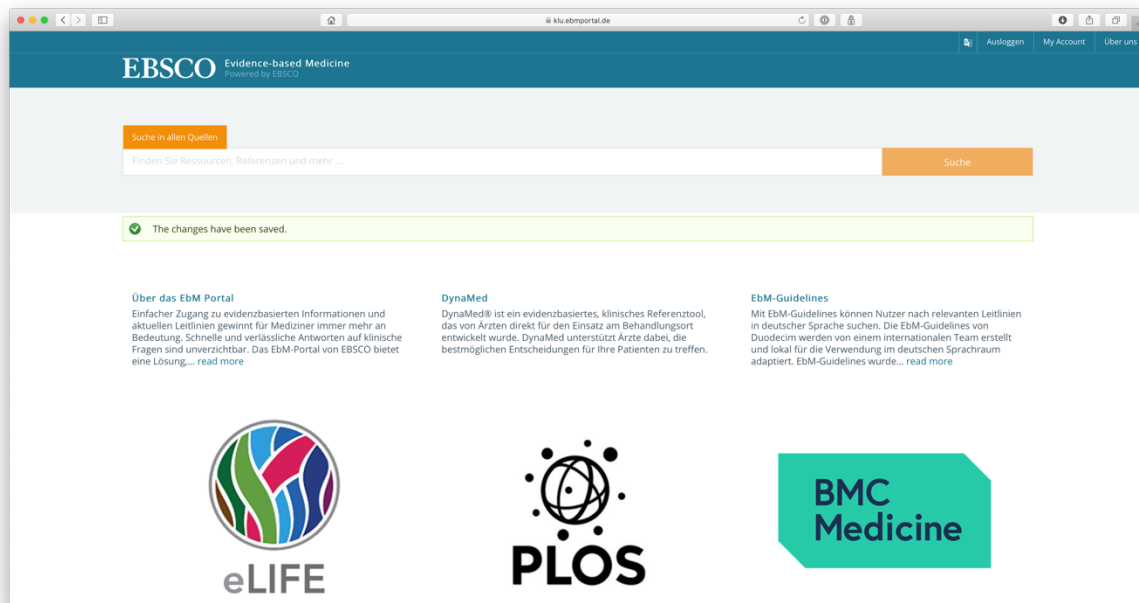 klu.ebmportal.de
Ausloggen
My Account
Über uns
EBSCO
Evidence-based Medicine
Powered by EBSCO
Suche in allen Quellen
Finden Sie Ressourcen, Referenzen und mehr ...
Suche
The changes have been saved.
Über das EbM Portal
Einfacher Zugang zu evidenzbasierten Informationen und
aktuellen Leitlinien gewinnt für Mediziner immer mehr an
Bedeutung. Schnelle und verlässliche Antworten auf klinische
Fragen sind unverzichtbar. Das EbM-Portal von EBSCO bietet
eine Lösung,... read more
DynaMed
DynaMed® ist ein evidenzbasiertes, klinisches Referenztool,
das von Ärzten direkt für den Einsatz am Behandlungsort
entwickelt wurde. DynaMed unterstützt Ärzte dabei, die
bestmöglichen Entscheidungen für Ihre Patienten zu treffen.
EbM-Guidelines
Mit EbM-Guidelines können Nutzer nach relevanten Leitlinien
in deutscher Sprache suchen. Die EbM-Guidelines von
Duodecim werden von einem internationalen Team erstellt
und lokal für die Verwendung im deutschen Sprachraum
adaptiert. EbM-Guidelines wurde... read more
eLIFE
PLOS
BMC
Medicine